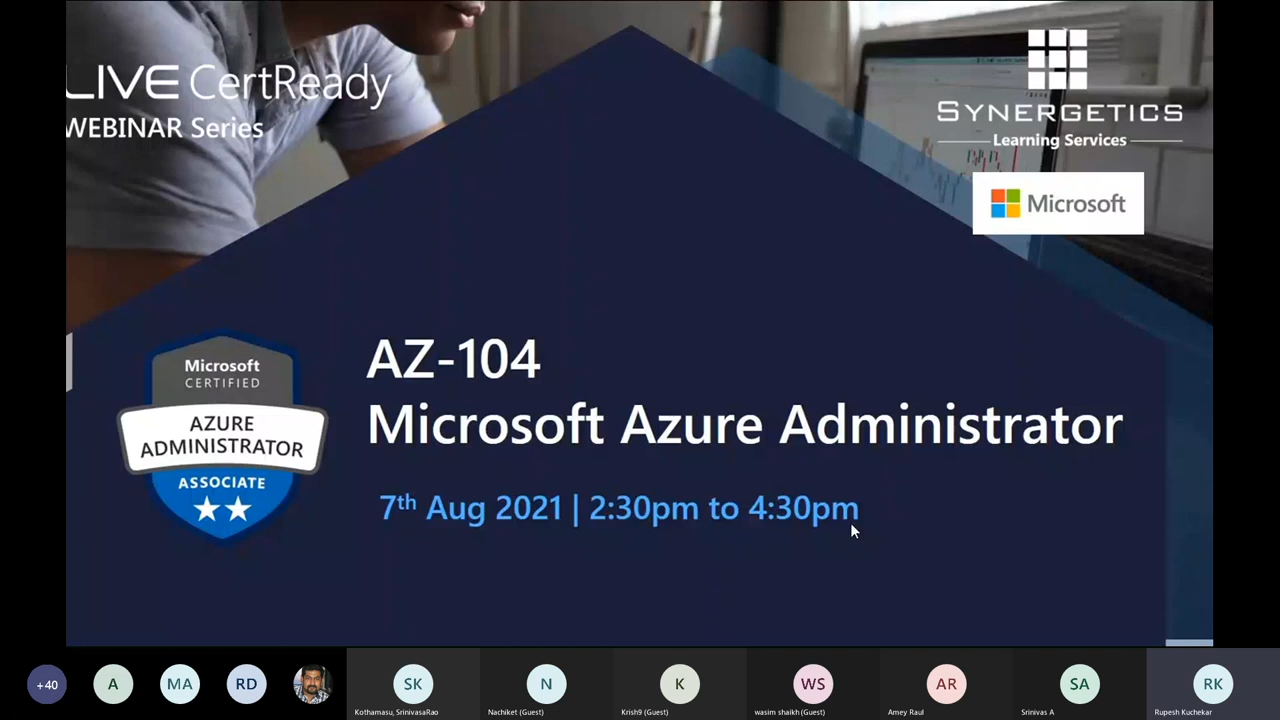 LIVE CertReady
WEBINAR Series
SYNERGETICS
Learning Services
Microsoft
Microsoft
CERTIFIED
AZURE
ADMINISTRATOR
ASSOCIATE
AZ-104
Microsoft Azure Administrator
7th Aug 2021 | 2:30pm to 4:30pm
+40
A
MA
RD
SK
N
K
WS
AR
SA
RK
Kothamasu, SrinivasaRao
Nachiket (Guest)
Krish9 (Guest)
wasim shaikh (Guest)
Amey Raul
Srinivas A
Rupesh Kuchekar